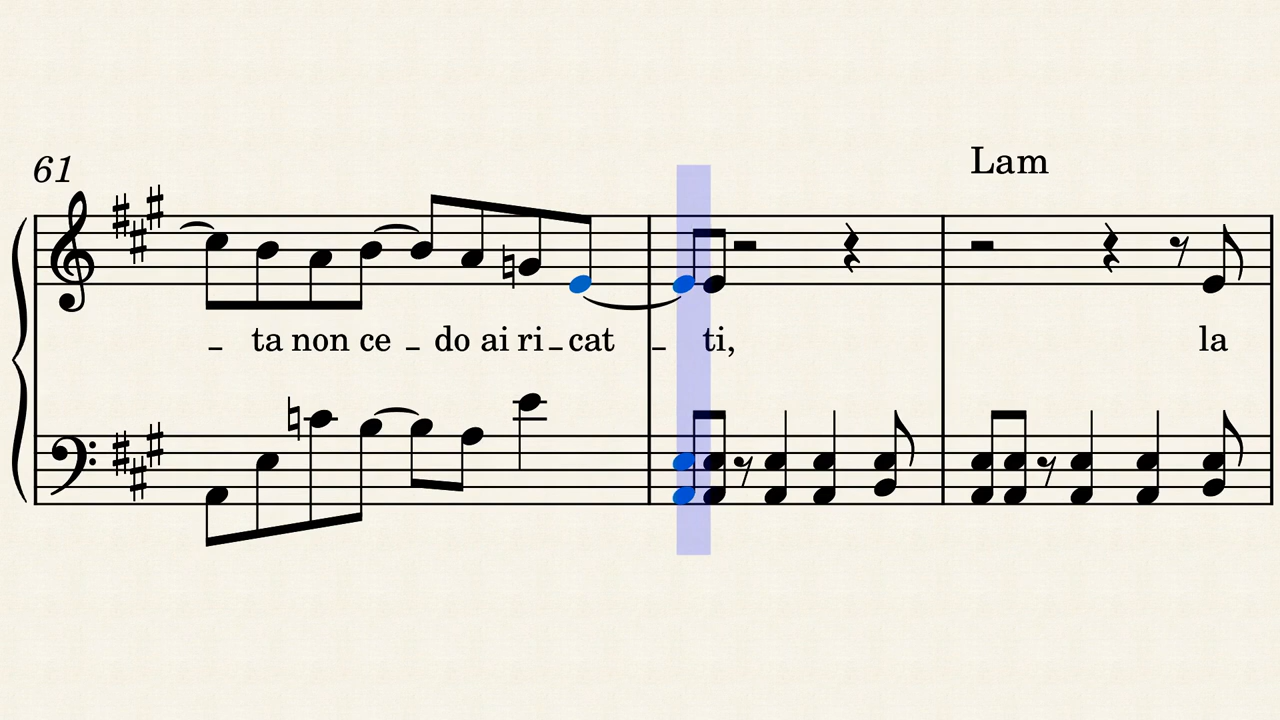 61
Lam
_ ta non ce _ do ai ri _ cat _ ti, la